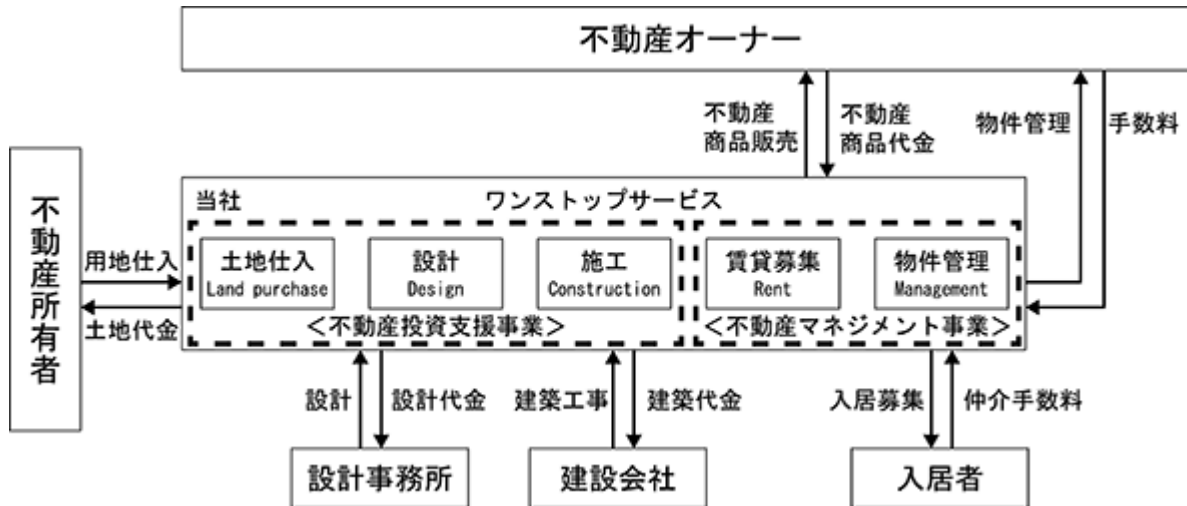 不動産オーナー
不動産
商品販売
不動産
商品代金
物件管理
手数料
不動産所有者
用地仕入
土地代金
当社
ワンストップサービス
土地仕入
Land purchase
設計
Design
施工
Construction
<不動産投資支援事業>
賃貸募集
Rent
物件管理
Management
<不動産マネジメント事業>
設計
設計代金
建築工事
建築代金
入居募集
仲介手数料
設計事務所
建設会社
入居者